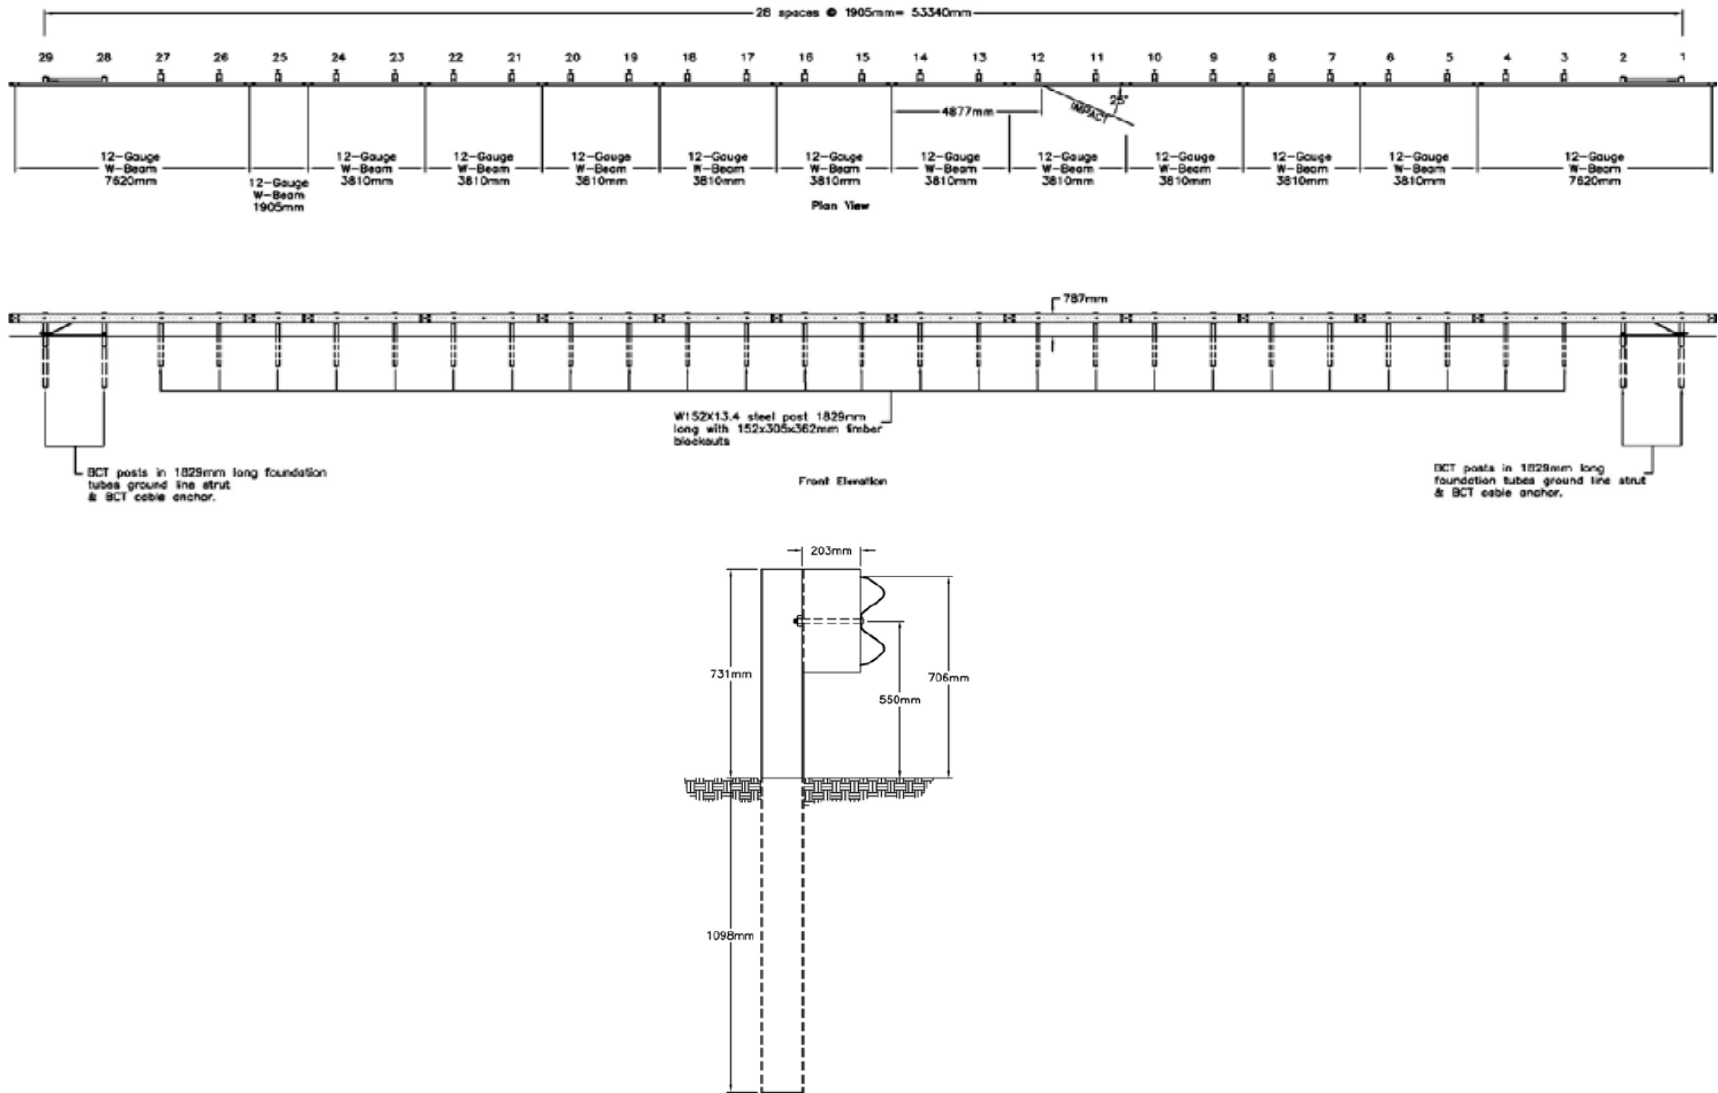 28 spaces @ 1905mm= 53340mm
29 28 27 26 25 24 23 22 21 20 19 18 17 16 15 14 13 12 11 10 9 8 7 6 5 4 3 2 1
4877mm
25°
IMPACT
12-Gauge
W-Beam
7620mm
12-Gauge
W-Beam
1905mm
12-Gauge
W-Beam
3810mm
12-Gauge
W-Beam
3810mm
12-Gauge
W-Beam
3810mm
12-Gauge
W-Beam
3810mm
12-Gauge
W-Beam
3810mm
12-Gauge
W-Beam
3810mm
12-Gauge
W-Beam
3810mm
12-Gauge
W-Beam
3810mm
12-Gauge
W-Beam
3810mm
12-Gauge
W-Beam
3810mm
12-Gauge
W-Beam
7620mm
Plan View
787mm
W152X13.4 steel post 1829mm
long with 152x305x362mm timber
blockouts
BCT posts in 1829mm long foundation
tubes ground line strut
& BCT cable anchor.
Front Elevation
BCT posts in 1829mm long
foundation tubes ground line strut
& BCT cable anchor.
203mm
731mm
706mm
550mm
1098mm